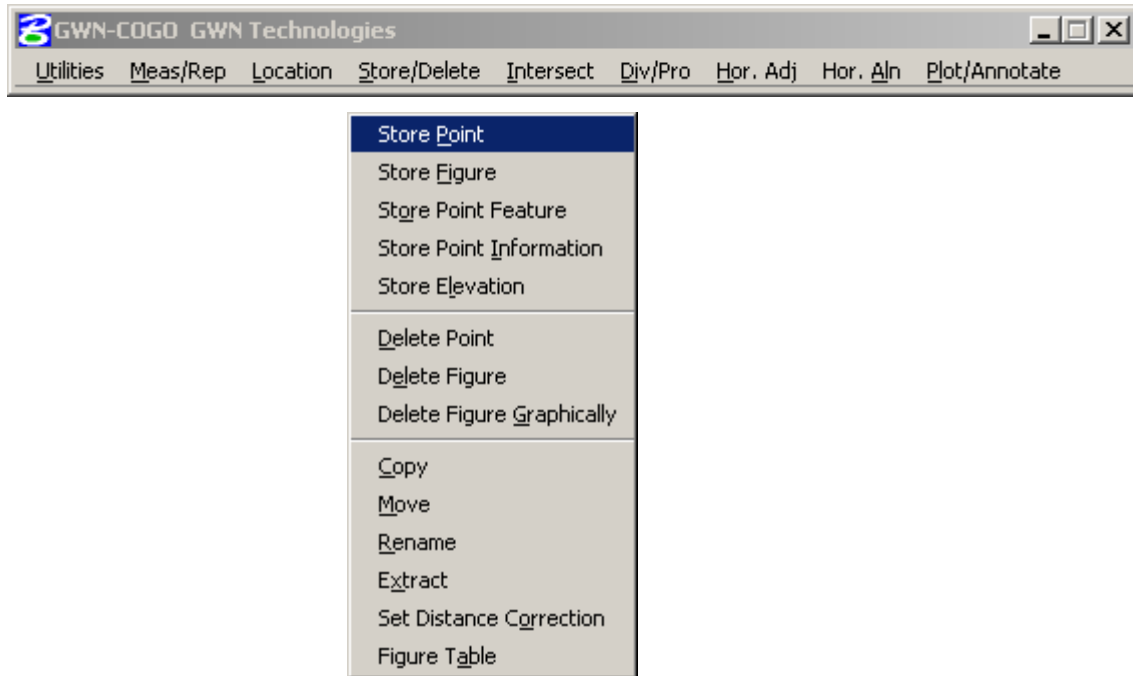 GWN-COGO GWN Technologies
Utilities Meas/Rep Location Store/Delete Intersect Div/Pro Hor. Adj Hor. Aln Plot/Annotate
Store Point
Store Figure
Store Point Feature
Store Point Information
Store Elevation
Delete Point
Delete Figure
Delete Figure Graphically
Copy
Move
Rename
Extract
Set Distance Correction
Figure Table